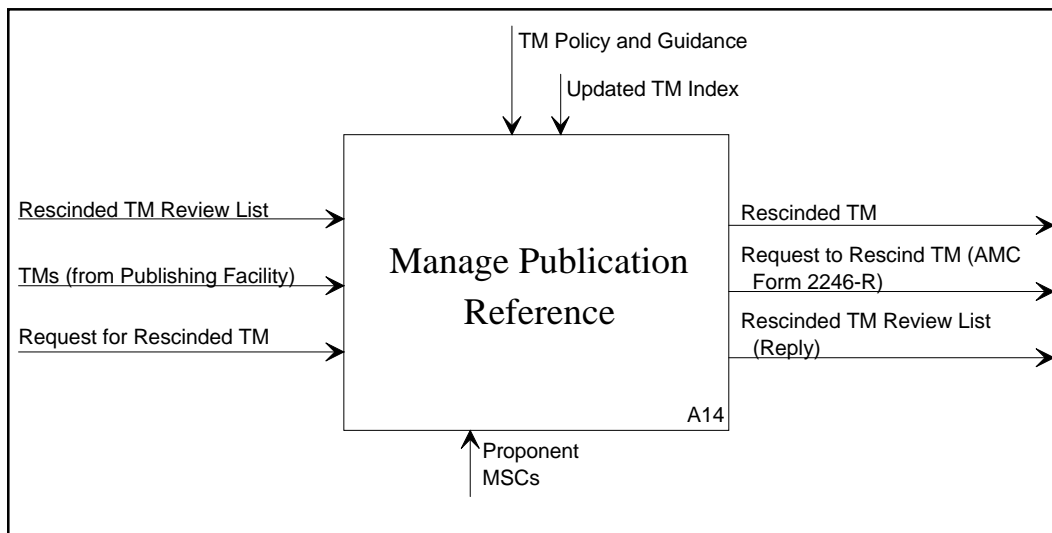 TM Policy and Guidance
Updated TM Index
Rescinded TM Review List
TMs (from Publishing Facility)
Request for Rescinded TM
Manage Publication
Reference
A14
Rescinded TM
Request to Rescind TM (AMC
Form 2246-R)
Rescinded TM Review List
(Reply)
Proponent
MSCs